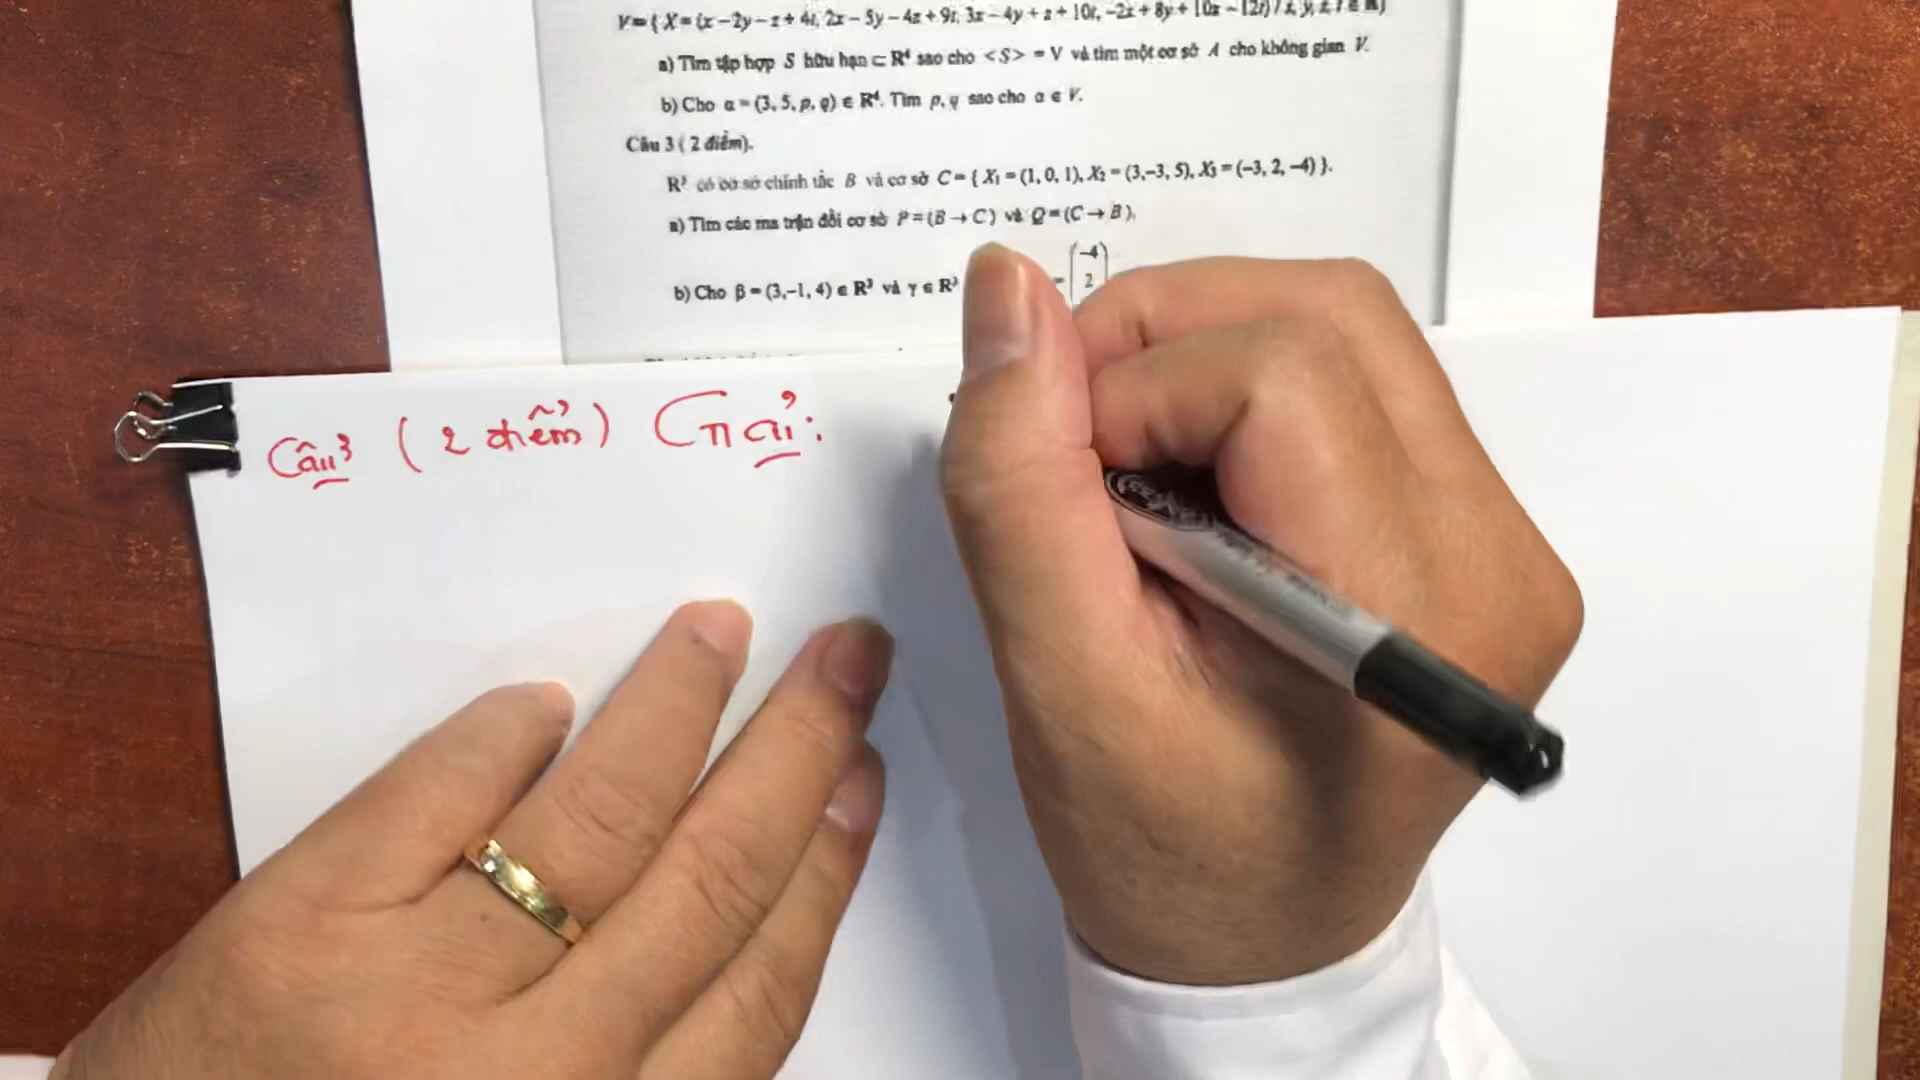 V = { X = (x – 2y – z + 4t, 2x – 5y – 4z + 9t, 3x – 4y + z + 10t, –2x + 8y + 10z – 12t) / x, y, z, t ∈ R }
a) Tìm tập hợp S hữu hạn ⊂ R⁴ sao cho <S> = V và tìm một cơ sở A cho không gian V.
b) Cho α = (3, 5, p, q) ∈ R⁴. Tìm p, q sao cho α ∈ V.
Câu 3 ( 2 điểm).
R³ có cơ sở chính tắc B và cơ sở C = { X₁ = (1, 0, 1), X₂ = (3,–3, 5), X₃ = (–3, 2, –4) }.
a) Tìm các ma trận đổi cơ sở P = (B → C) và Q = (C → B).
b) Cho β = (3,–1, 4) ∈ R³ và γ ∈ R³ = (–4 2
Câu 3 (2 điểm) Giải: